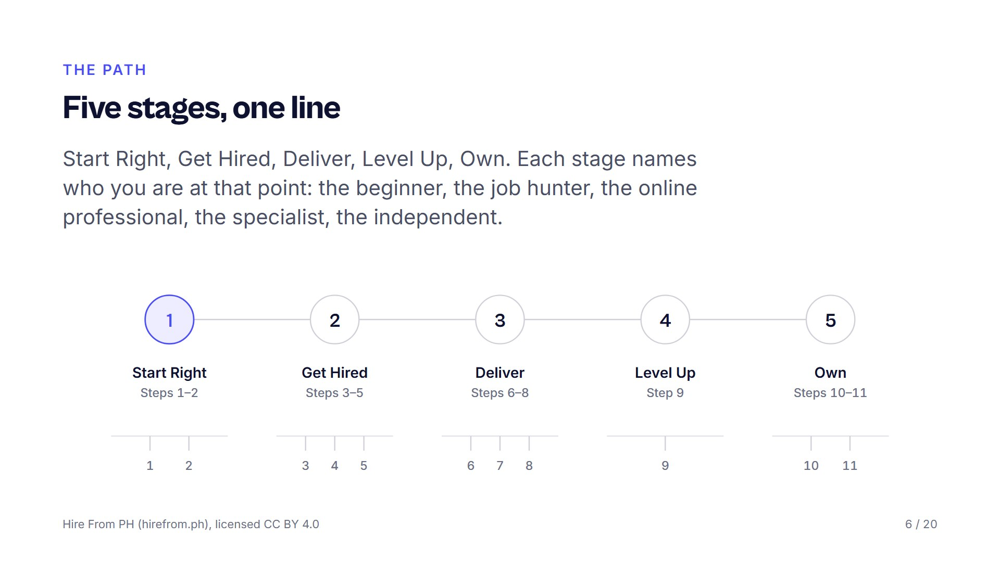 THE PATH
Five stages, one line
Start Right, Get Hired, Deliver, Level Up, Own. Each stage names
who you are at that point: the beginner, the job hunter, the online
professional, the specialist, the independent.
1 2 3 4 5
Start Right Get Hired Deliver Level Up Own
Steps 1–2 Steps 3–5 Steps 6–8 Step 9 Steps 10–11
1 2 3 4 5 6 7 8 9 10 11
Hire From PH (hirefrom.ph), licensed CC BY 4.0 6 / 20